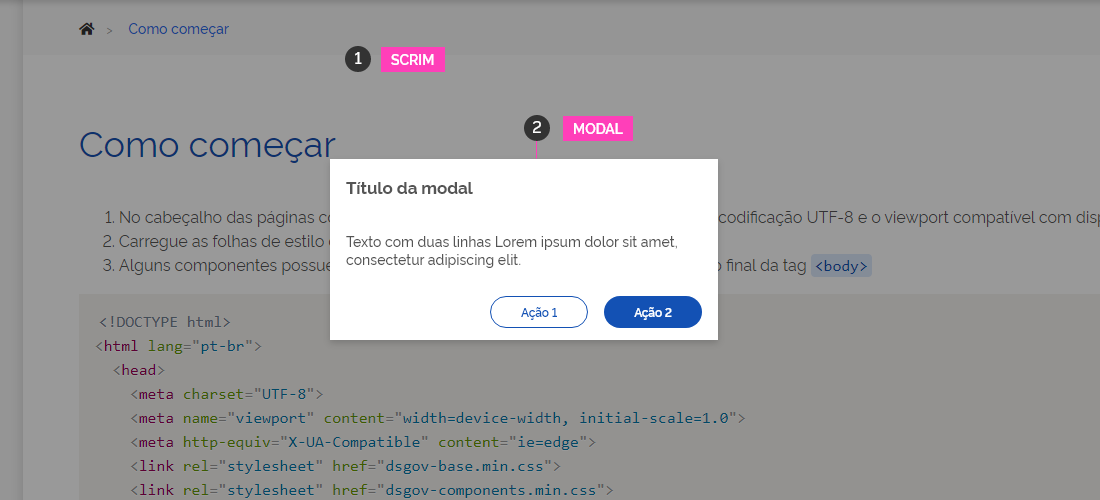 > Como começar
1 SCRIM
2 MODAL
Como começar
Título da modal
1. No cabeçalho das páginas co codificação UTF-8 e o viewport compatível com disp
2. Carregue as folhas de estilo
3. Alguns componentes possue o final da tag <body>
Texto com duas linhas Lorem ipsum dolor sit amet,
consectetur adipiscing elit.
Ação 1 Ação 2
<!DOCTYPE html>
<html lang="pt-br">
<head>
<meta charset="UTF-8">
<meta name="viewport" content="width=device-width, initial-scale=1.0">
<meta http-equiv="X-UA-Compatible" content="ie=edge">
<link rel="stylesheet" href="dsgov-base.min.css">
<link rel="stylesheet" href="dsgov-components.min.css">